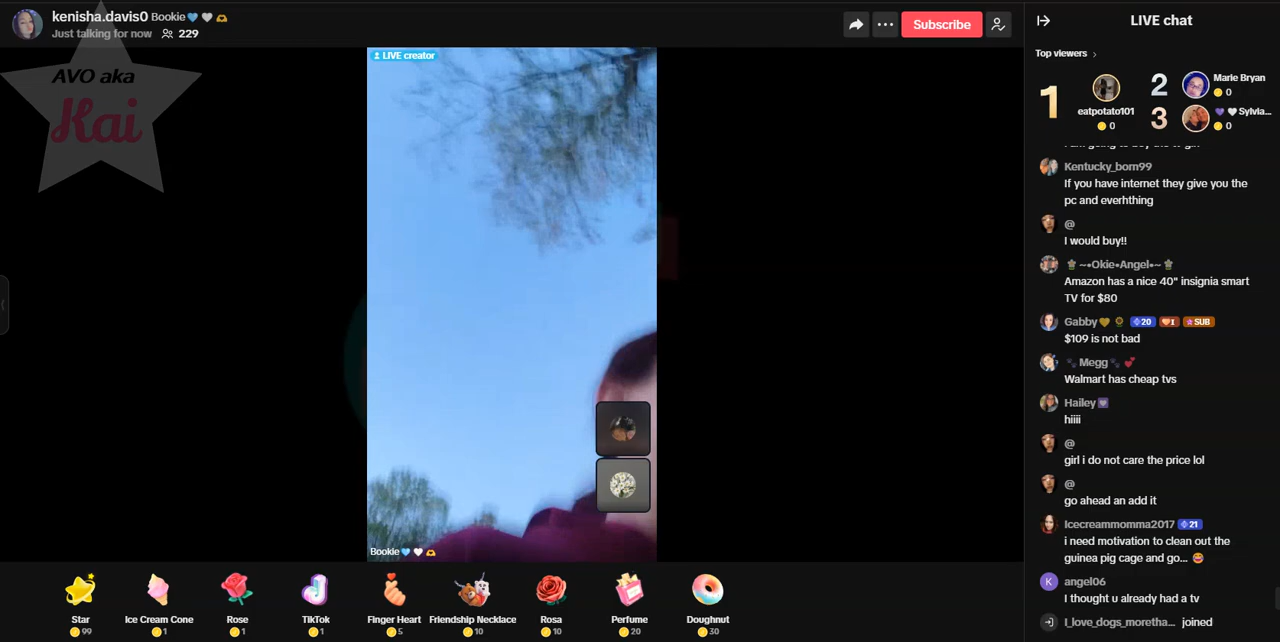 kenisha.davis0 Bookie
Just talking for now 229
Subscribe
AVO aka
Kai
LIVE creator
Bookie
Star
99
Ice Cream Cone
1
Rose
1
TikTok
1
Finger Heart
5
Friendship Necklace
10
Rosa
10
Perfume
20
Doughnut
30
LIVE chat
Top viewers
1
eatpotato101
0
2
Marie Bryan
0
3
Sylvia...
0
Kentucky_born99
If you have internet they give you the
pc and everhthing
@
I would buy!!
~•Okie•Angel•~
Amazon has a nice 40" insignia smart
TV for $80
Gabby 20 I SUB
$109 is not bad
Megg
Walmart has cheap tvs
Hailey
hiiii
@
girl i do not care the price lol
@
go ahead an add it
Icecreammomma2017 21
i need motivation to clean out the
guinea pig cage and go...
K angel06
I thought u already had a tv
I_love_dogs_moretha... joined